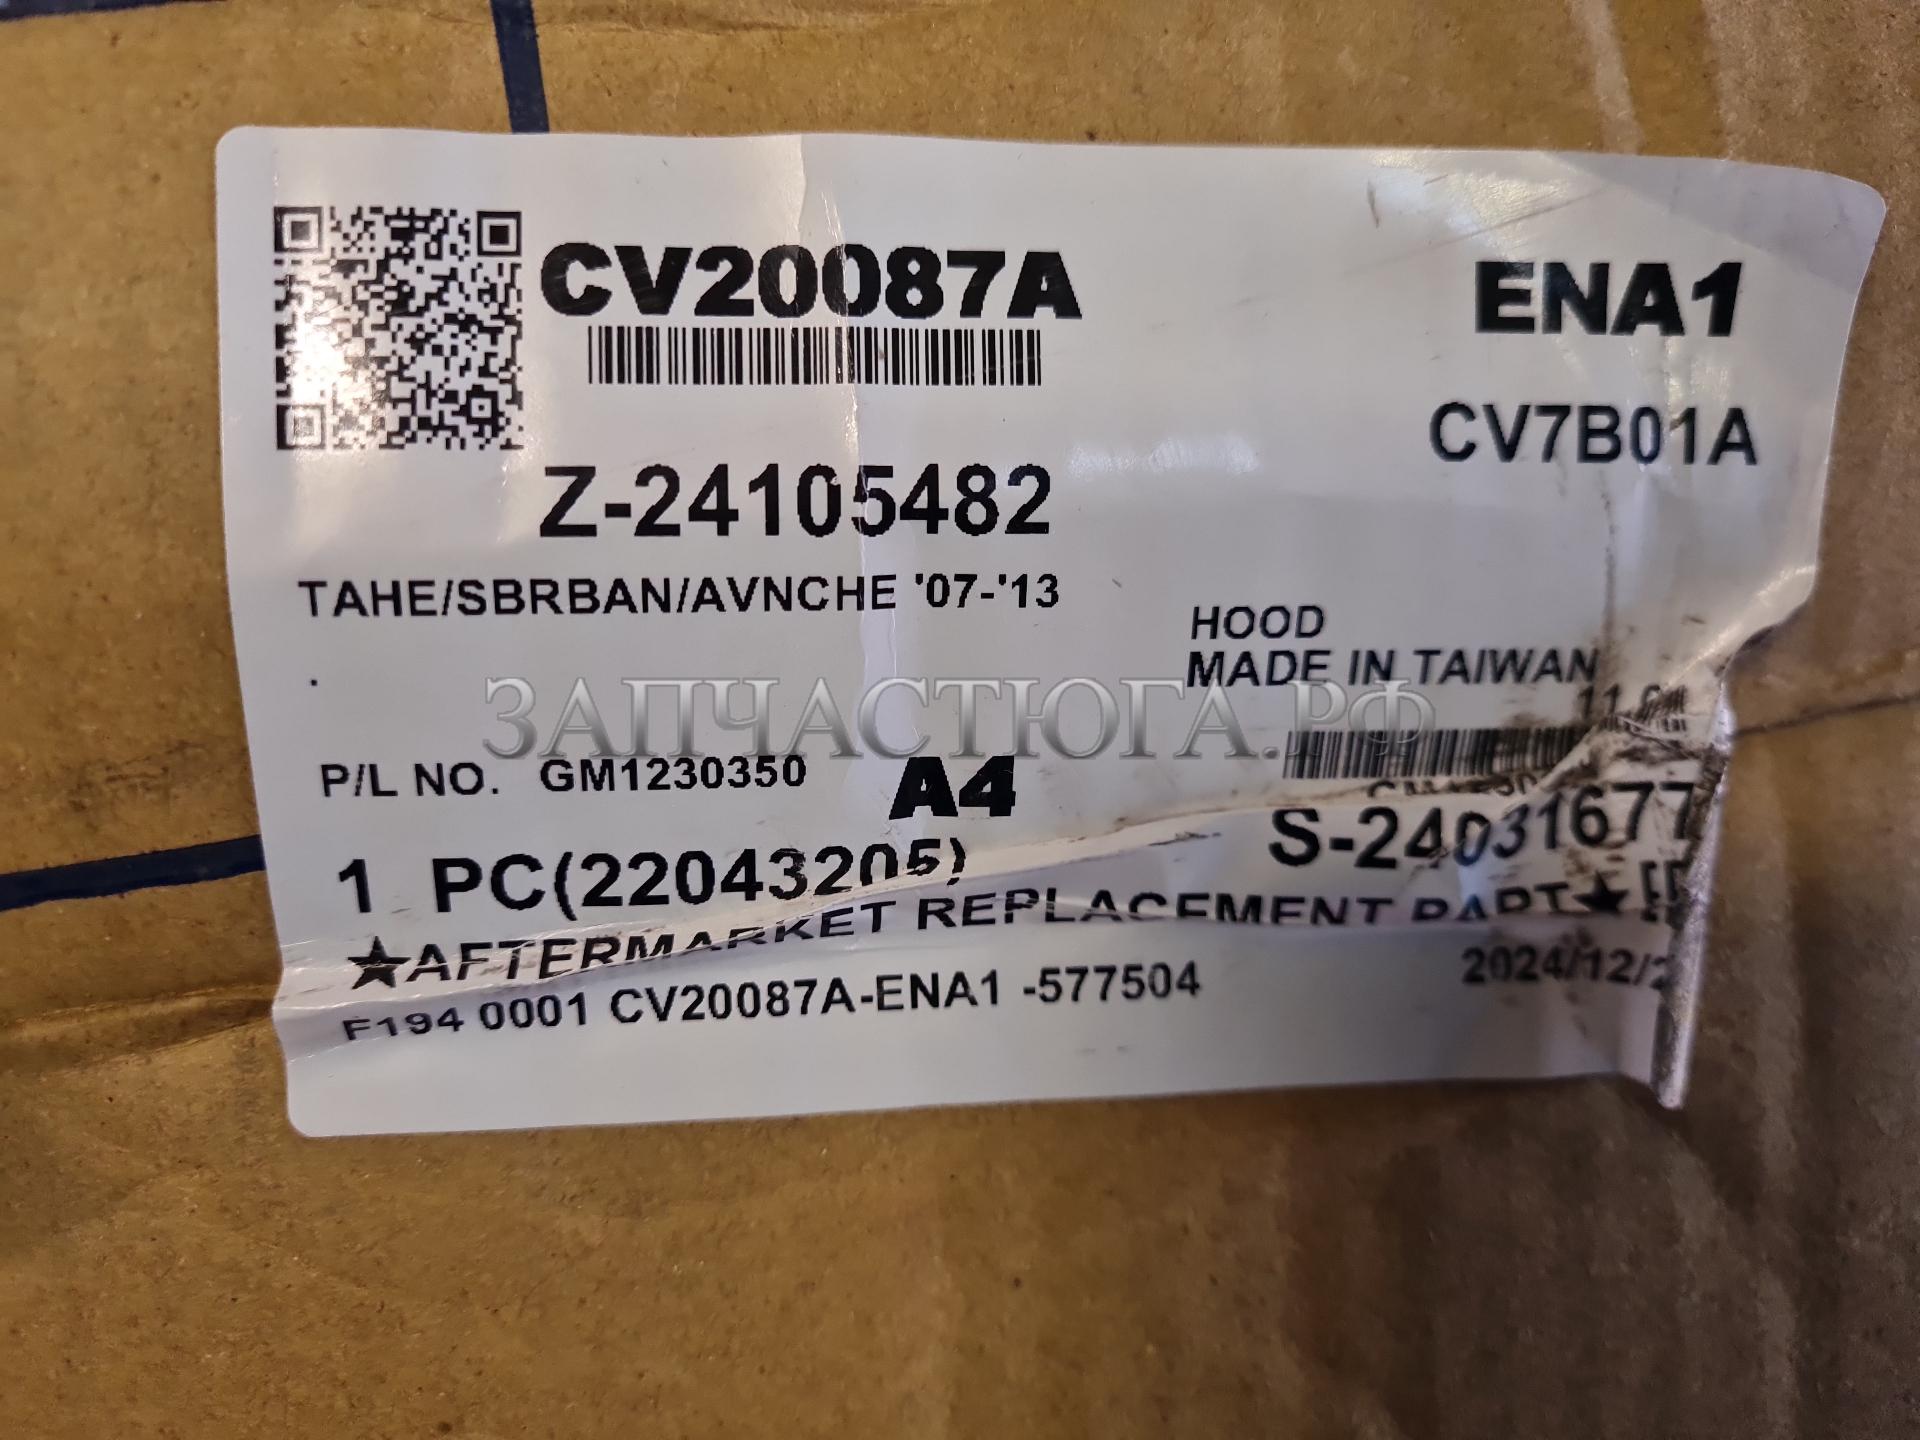 CV20087A
ENA1
CV7B01A
Z-24105482
TAHE/SBRBAN/AVNCHE '07-'13
HOOD
MADE IN TAIWAN
.
ЗАПЧАСТЮГА.РФ
P/L NO. GM1230350
A4
S-24031677
1 PC(22043205)
★AFTERMARKET REPLACEMENT PART★
F194 0001 CV20087A-ENA1 -577504
2024/12/